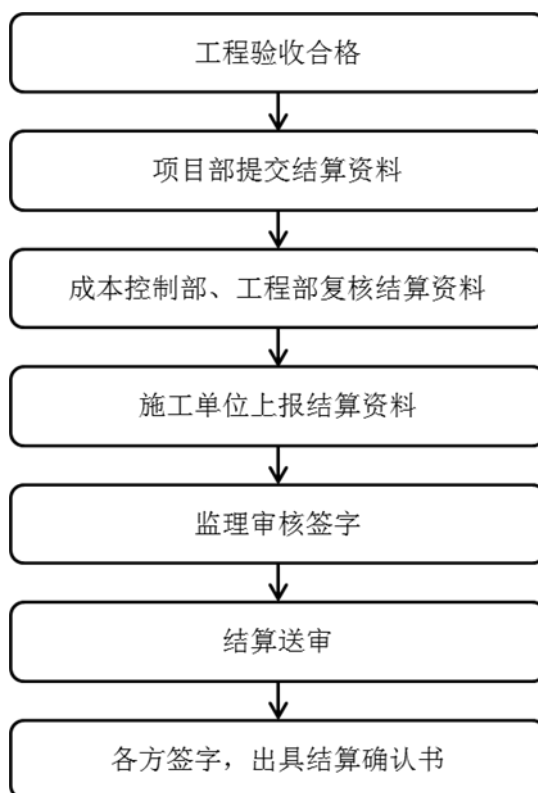 工程验收合格
项目部提交结算资料
成本控制部、工程部复核结算资料
施工单位上报结算资料
监理审核签字
结算送审
各方签字，出具结算确认书